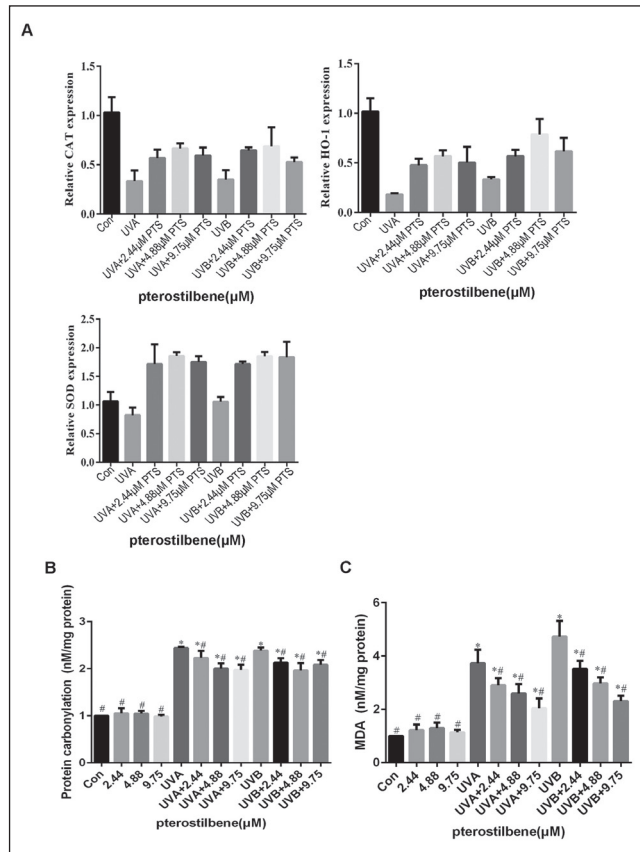 A
Relative CAT expression
1.5
1.0
0.5
0.0
Con
UVA
UVA+2.44μM PTS
UVA+4.88μM PTS
UVA+9.75μM PTS
UVB
UVB+2.44μM PTS
UVB+4.88μM PTS
UVB+9.75μM PTS
pterostilbene(μM)
Relative HO-1 expression
1.5
1.0
0.5
0.0
Con
UVA
UVA+2.44μM PTS
UVA+4.88μM PTS
UVA+9.75μM PTS
UVB
UVB+2.44μM PTS
UVB+4.88μM PTS
UVB+9.75μM PTS
pterostilbene(μM)
Relative SOD expression
2.5
2.0
1.5
1.0
0.5
0.0
Con
UVA
UVA+2.44μM PTS
UVA+4.88μM PTS
UVA+9.75μM PTS
UVB
UVB+2.44μM PTS
UVB+4.88μM PTS
UVB+9.75μM PTS
pterostilbene(μM)
B
Protein carbonylation (nM/mg protein)
3
2
1
0
# # # # * *# *# *# * *# *# *#
Con
2.44
4.88
9.75
UVA
UVA+2.44
UVA+4.88
UVA+9.75
UVB
UVB+2.44
UVB+4.88
UVB+9.75
pterostilbene(μM)
C
MDA (nM/mg protein)
6
4
2
0
# # # # * *# *# *# * *# *# *#
Con
2.44
4.88
9.75
UVA
UVA+2.44
UVA+4.88
UVA+9.75
UVB
UVB+2.44
UVB+4.88
UVB+9.75
pterostilbene(μM)